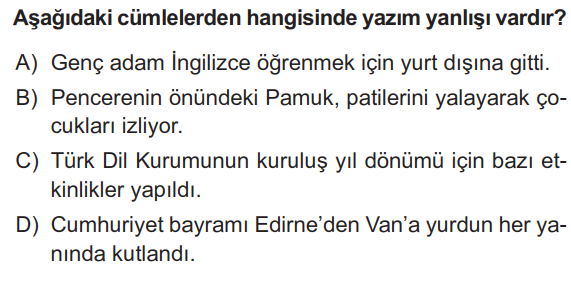 Aşağıdaki cümlelerden hangisinde yazım yanlışı vardır?
A) Genç adam İngilizce öğrenmek için yurt dışına gitti.
B) Pencerenin önündeki Pamuk, patilerini yalayarak ço-
cukları izliyor.
C) Türk Dil Kurumunun kuruluş yıl dönümü için bazı et-
kinlikler yapıldı.
D) Cumhuriyet bayramı Edirne’den Van’a yurdun her ya-
nında kutlandı.